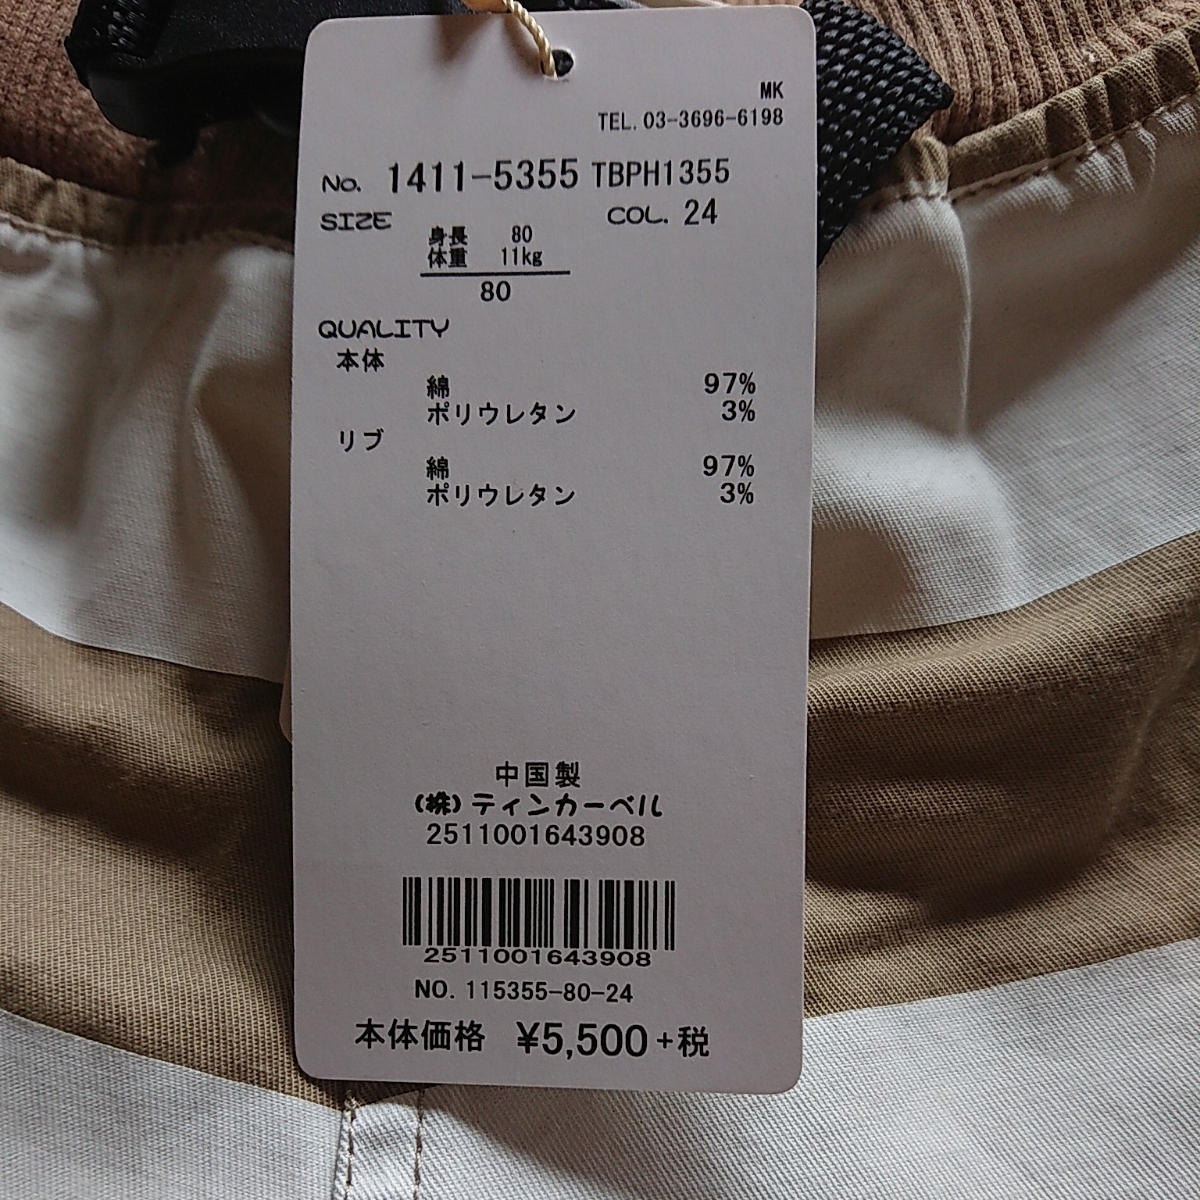 MK
TEL. 03-3696-6198
No. 1411-5355 TBPH1355
SIZE COL. 24
身長 80
体重 11kg
80
QUALITY
本体
綿 97%
ポリウレタン 3%
リブ
綿 97%
ポリウレタン 3%
中国製
(株)ティンカーベル
2511001643908
2511001643908
NO. 115355-80-24
本体価格 ¥5,500+税